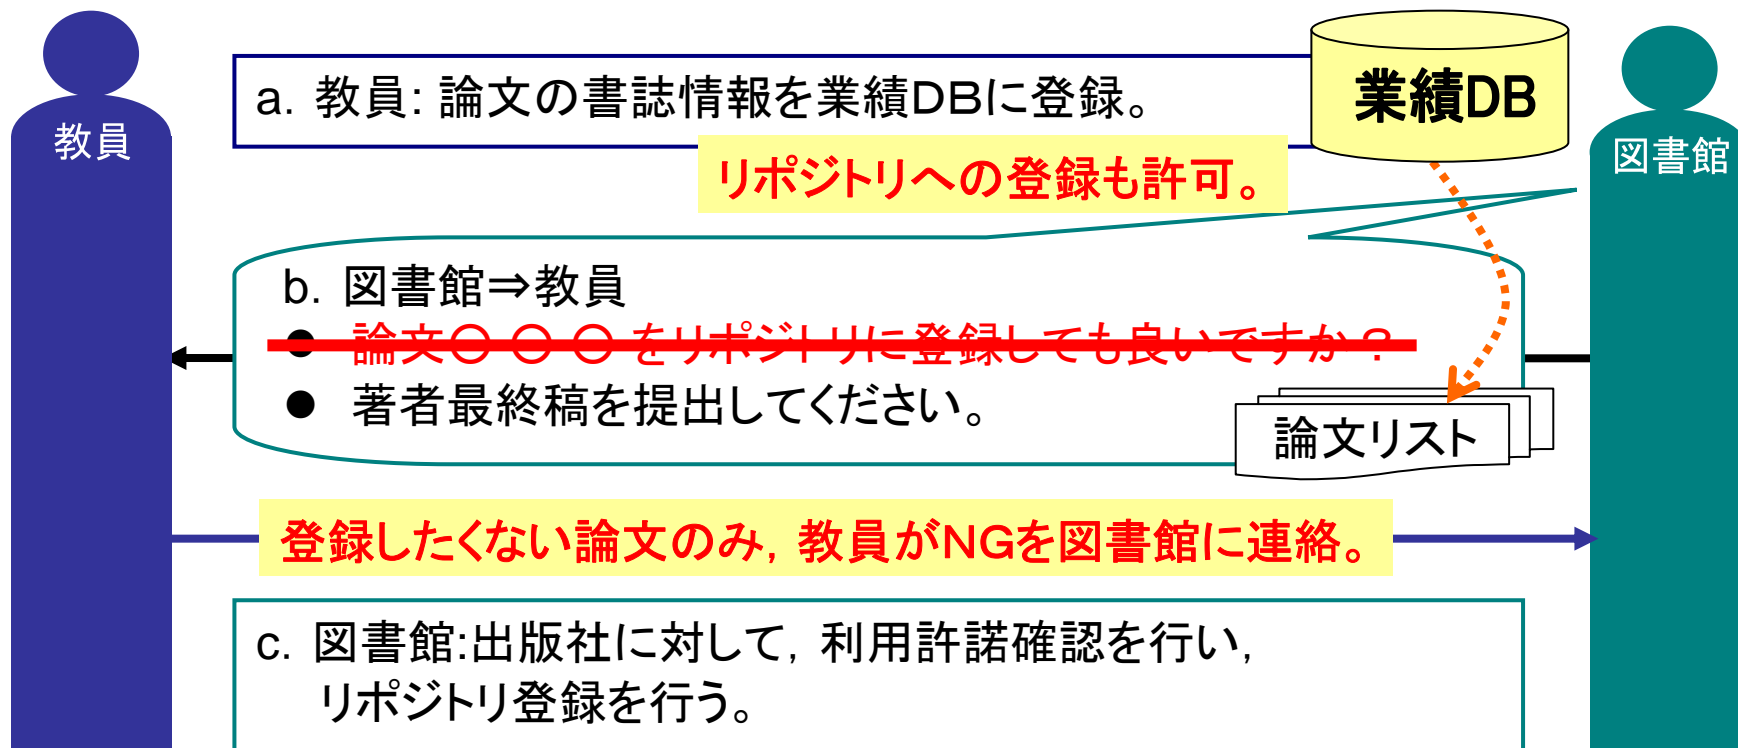 教員
a. 教員: 論文の書誌情報を業績DBに登録。
業績DB
図書館
リポジトリへの登録も許可。
b. 図書館⇒教員
● 論文〇〇〇をリポジトリに登録しても良いですか？
● 著者最終稿を提出してください。
論文リスト
登録したくない論文のみ, 教員がNGを図書館に連絡。
c. 図書館:出版社に対して, 利用許諾確認を行い,
リポジトリ登録を行う。